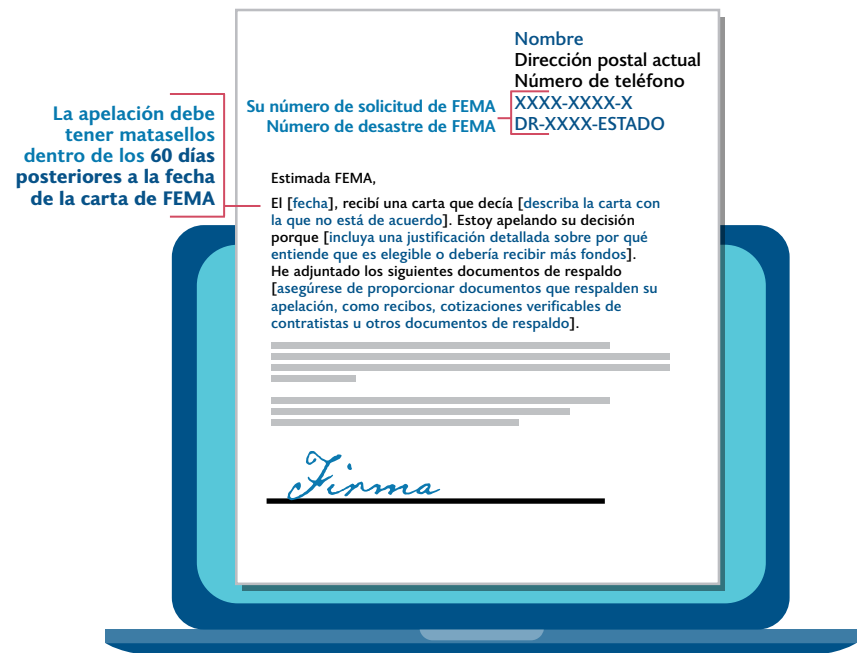 Nombre
Dirección postal actual
Número de teléfono
Su número de solicitud de FEMA XXXX-XXXX-X
Número de desastre de FEMA DR-XXXX-ESTADO
La apelación debe
tener matasellos
dentro de los 60 días
posteriores a la fecha
de la carta de FEMA
Estimada FEMA,
El [fecha], recibí una carta que decía [describa la carta con
la que no está de acuerdo]. Estoy apelando su decisión
porque [incluya una justificación detallada sobre por qué
entiende que es elegible o debería recibir más fondos].
He adjuntado los siguientes documentos de respaldo
[asegúrese de proporcionar documentos que respalden su
apelación, como recibos, cotizaciones verificables de
contratistas u otros documentos de respaldo].
Firma